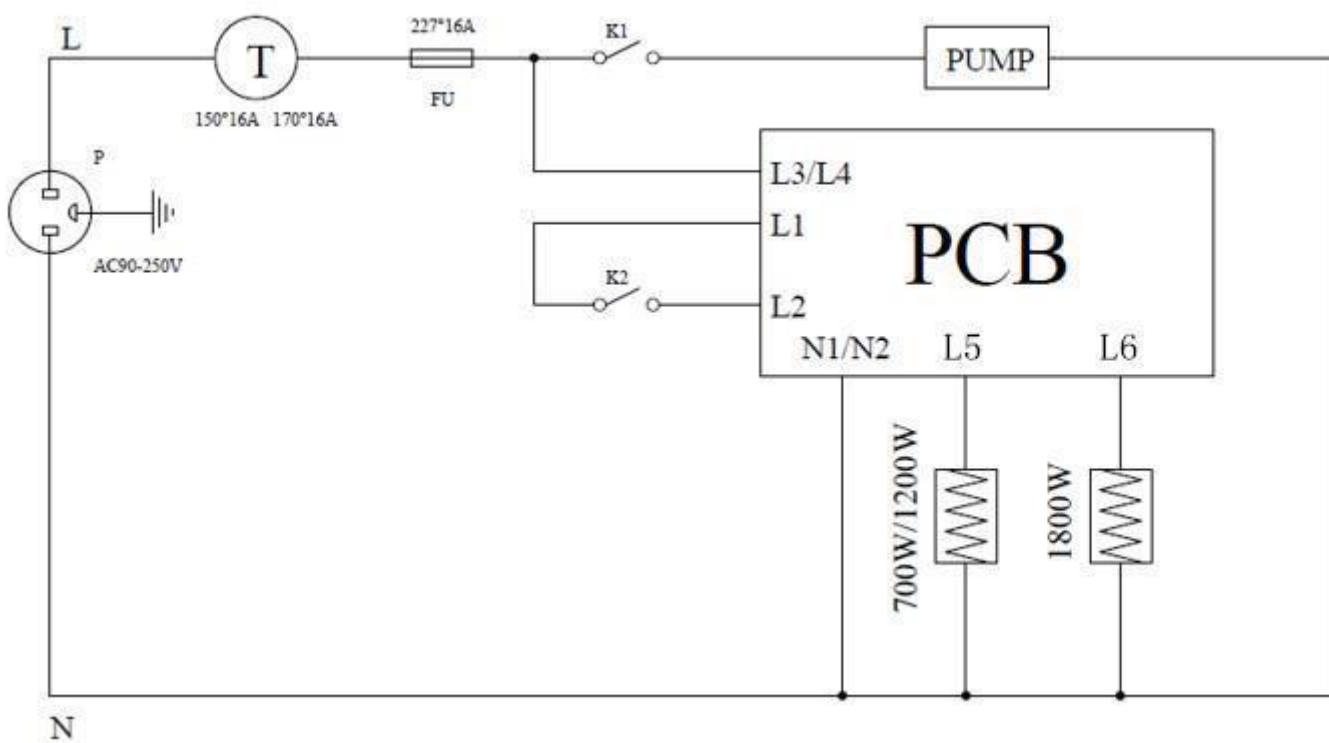 L
T
150°16A 170°16A
227°16A
FU
K1
PUMP
P
AC90-250V
L3/L4
L1
K2
L2
PCB
N1/N2 L5 L6
700W/1200W
1800W
N